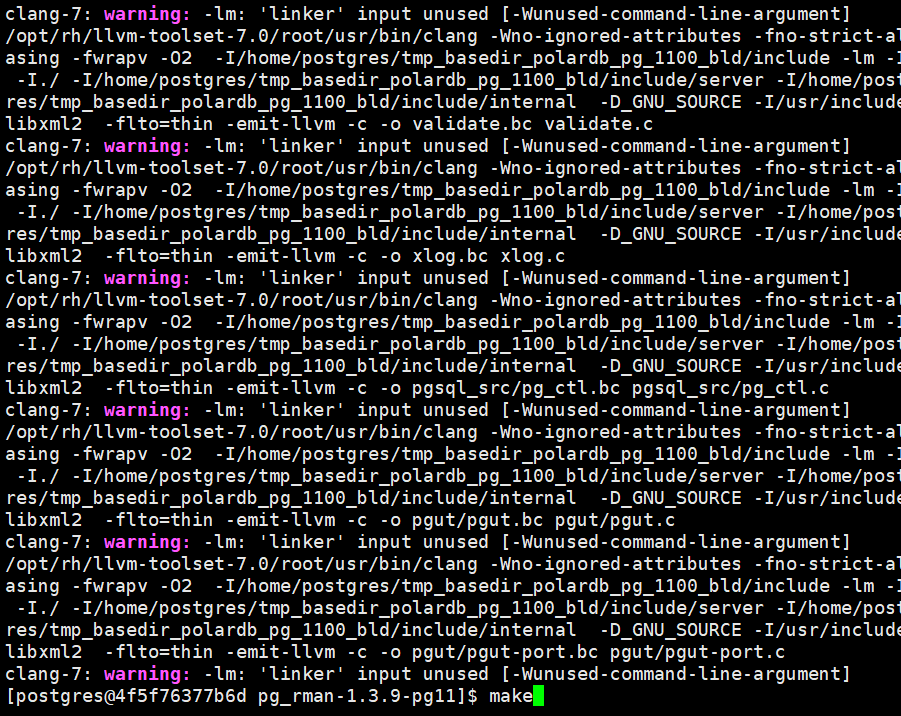 clang-7: warning: -lm: 'linker' input unused [-Wunused-command-line-argument]
/opt/rh/llvm-toolset-7.0/root/usr/bin/clang -Wno-ignored-attributes -fno-strict-al
asing -fwrapv -O2  -I/home/postgres/tmp_basedir_polardb_pg_1100_bld/include -lm -I
 -I./ -I/home/postgres/tmp_basedir_polardb_pg_1100_bld/include/server -I/home/post
res/tmp_basedir_polardb_pg_1100_bld/include/internal  -D_GNU_SOURCE -I/usr/include
libxml2  -flto=thin -emit-llvm -c -o validate.bc validate.c
clang-7: warning: -lm: 'linker' input unused [-Wunused-command-line-argument]
/opt/rh/llvm-toolset-7.0/root/usr/bin/clang -Wno-ignored-attributes -fno-strict-al
asing -fwrapv -O2  -I/home/postgres/tmp_basedir_polardb_pg_1100_bld/include -lm -I
 -I./ -I/home/postgres/tmp_basedir_polardb_pg_1100_bld/include/server -I/home/post
res/tmp_basedir_polardb_pg_1100_bld/include/internal  -D_GNU_SOURCE -I/usr/include
libxml2  -flto=thin -emit-llvm -c -o xlog.bc xlog.c
clang-7: warning: -lm: 'linker' input unused [-Wunused-command-line-argument]
/opt/rh/llvm-toolset-7.0/root/usr/bin/clang -Wno-ignored-attributes -fno-strict-al
asing -fwrapv -O2  -I/home/postgres/tmp_basedir_polardb_pg_1100_bld/include -lm -I
 -I./ -I/home/postgres/tmp_basedir_polardb_pg_1100_bld/include/server -I/home/post
res/tmp_basedir_polardb_pg_1100_bld/include/internal  -D_GNU_SOURCE -I/usr/include
libxml2  -flto=thin -emit-llvm -c -o pgsql_src/pg_ctl.bc pgsql_src/pg_ctl.c
clang-7: warning: -lm: 'linker' input unused [-Wunused-command-line-argument]
/opt/rh/llvm-toolset-7.0/root/usr/bin/clang -Wno-ignored-attributes -fno-strict-al
asing -fwrapv -O2  -I/home/postgres/tmp_basedir_polardb_pg_1100_bld/include -lm -I
 -I./ -I/home/postgres/tmp_basedir_polardb_pg_1100_bld/include/server -I/home/post
res/tmp_basedir_polardb_pg_1100_bld/include/internal  -D_GNU_SOURCE -I/usr/include
libxml2  -flto=thin -emit-llvm -c -o pgut/pgut.bc pgut/pgut.c
clang-7: warning: -lm: 'linker' input unused [-Wunused-command-line-argument]
/opt/rh/llvm-toolset-7.0/root/usr/bin/clang -Wno-ignored-attributes -fno-strict-al
asing -fwrapv -O2  -I/home/postgres/tmp_basedir_polardb_pg_1100_bld/include -lm -I
 -I./ -I/home/postgres/tmp_basedir_polardb_pg_1100_bld/include/server -I/home/post
res/tmp_basedir_polardb_pg_1100_bld/include/internal  -D_GNU_SOURCE -I/usr/include
libxml2  -flto=thin -emit-llvm -c -o pgut/pgut-port.bc pgut/pgut-port.c
clang-7: warning: -lm: 'linker' input unused [-Wunused-command-line-argument]
[postgres@4f5f76377b6d pg_rman-1.3.9-pg11]$ make